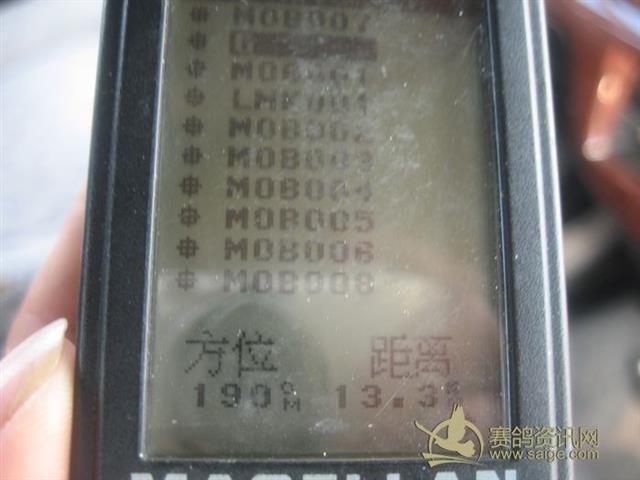 MOB007
MOB001
LMK001
MOB002
MOB003
MOB004
MOB005
MOB006
MOB008
方位 距离
190°M 13.3
MAGELLAN
赛鸽资讯网
www.saige.com